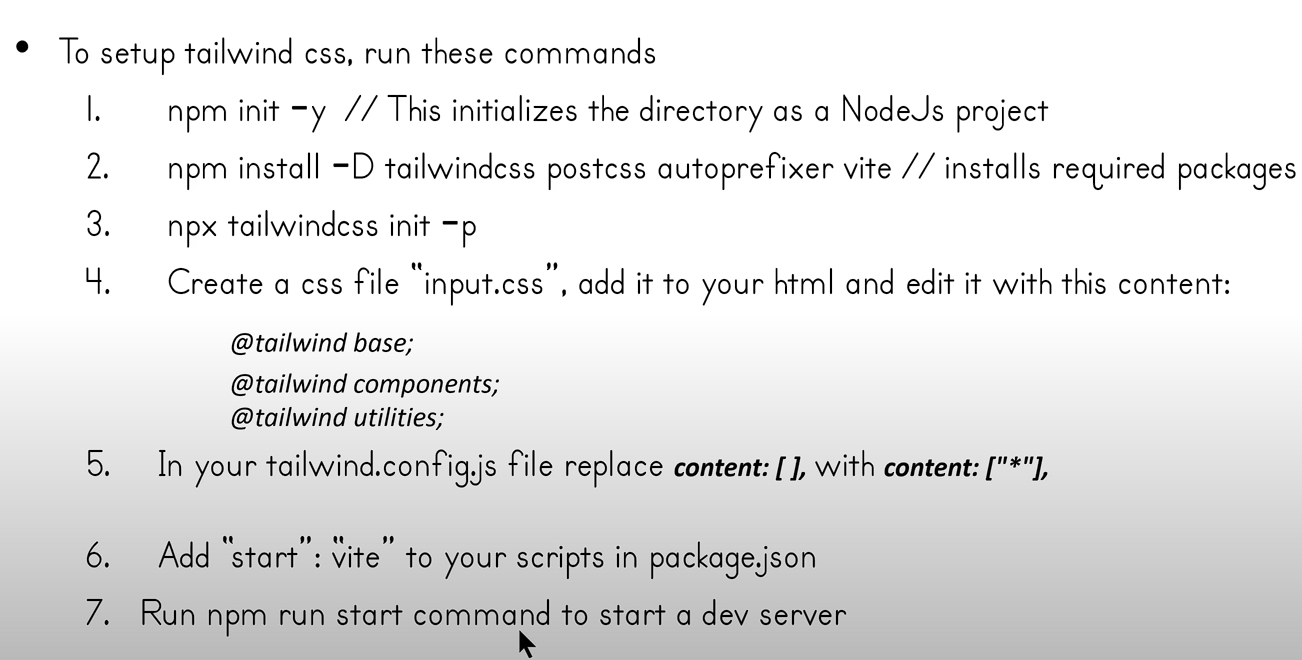 • To setup tailwind css, run these commands
1. npm init -y // This initializes the directory as a NodeJs project
2. npm install -D tailwindcss postcss autoprefixer vite // installs required packages
3. npx tailwindcss init -p
4. Create a css file "input.css", add it to your html and edit it with this content:
@tailwind base;
@tailwind components;
@tailwind utilities;
5. In your tailwind.config.js file replace content: [ ], with content: ["*"],
6. Add "start": "vite" to your scripts in package.json
7. Run npm run start command to start a dev server